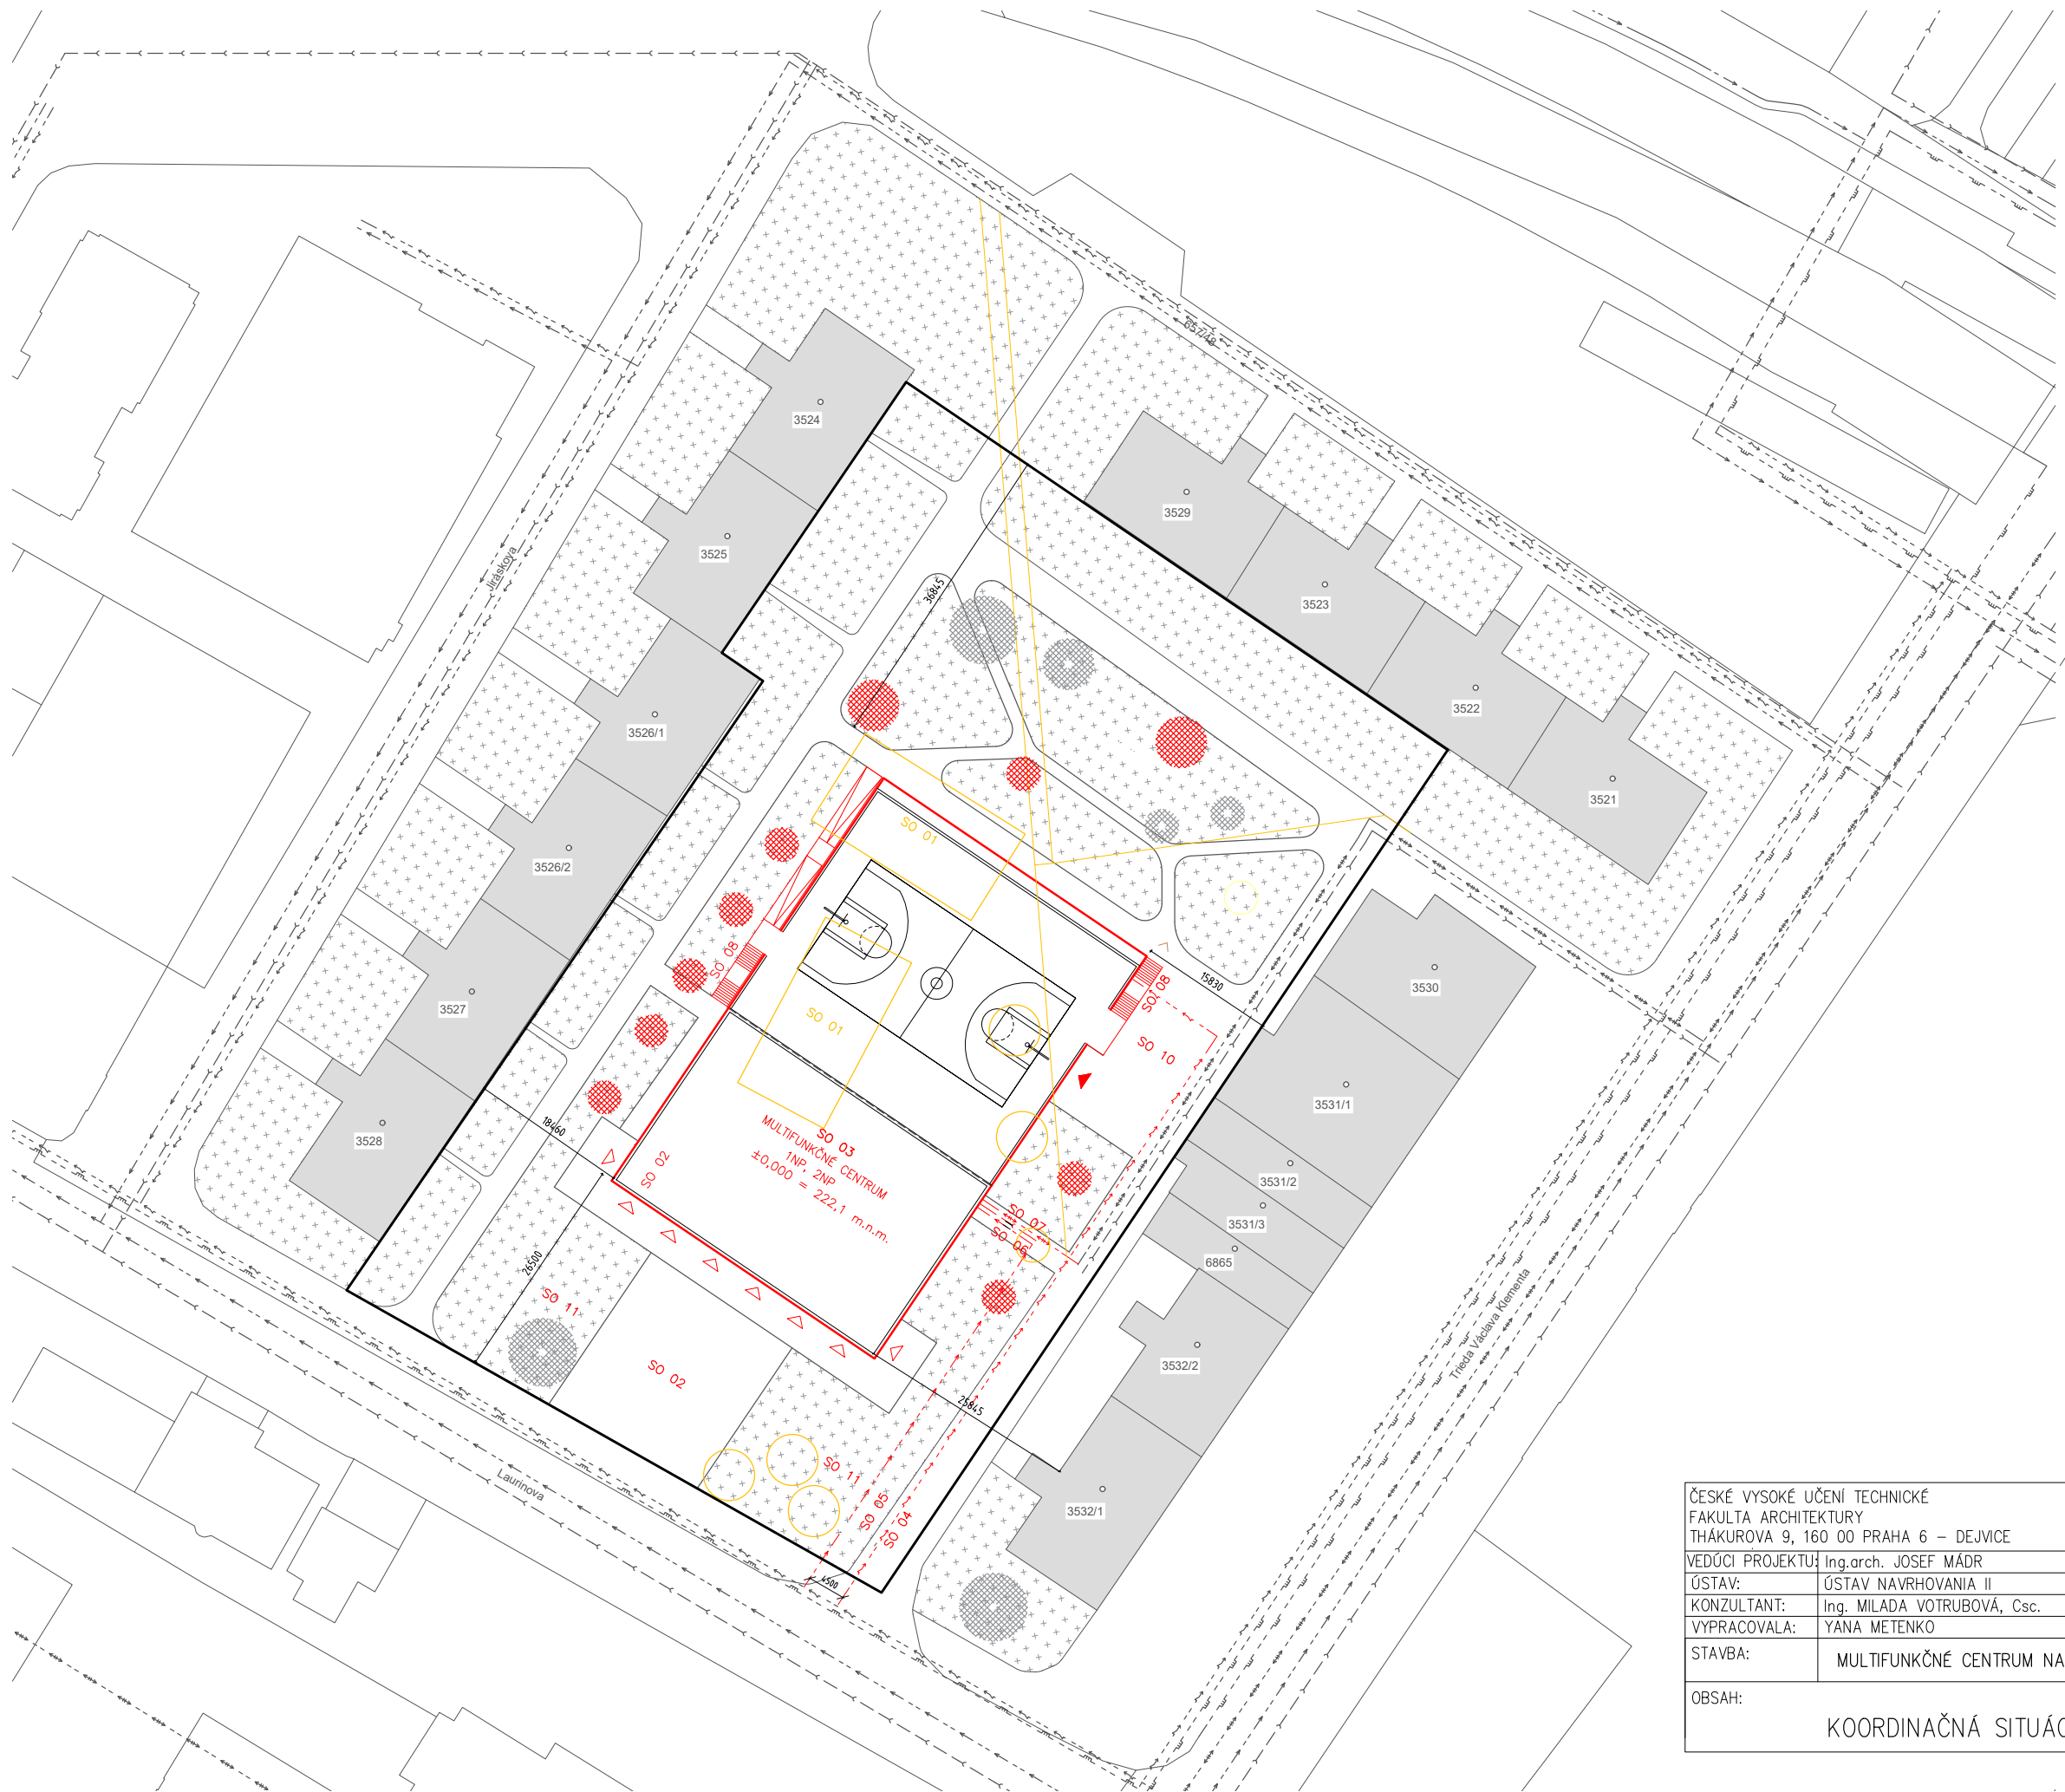 657/48
3524
3525
3529
3523
3522
3521
Jiráskova
36845
3526/1
3526/2
SO 01
SO 08
15830
SO 08
3530
3527
SO 01
SO 10
3531/1
3528
18460
SO 02
SO 03
MULTIFUNKČNÉ CENTRUM
1NP, 2NP
±0,000 = 222,1 m.n.m.
3531/2
3531/3
SO 07
SO 06
6865
26500
SO 11
SO 02
3532/2
Trieda Václava Klementa
25845
Laurinova
SO 11
SO 05
SO 04
4500
3532/1
ČESKÉ VYSOKÉ UČENÍ TECHNICKÉ
FAKULTA ARCHITEKTURY
THÁKUROVA 9, 160 00 PRAHA 6 – DEJVICE
VEDÚCI PROJEKTU: Ing.arch. JOSEF MÁDR
ÚSTAV: ÚSTAV NAVRHOVANIA II
KONZULTANT: Ing. MILADA VOTRUBOVÁ, Csc.
VYPRACOVALA: YANA METENKO
STAVBA: MULTIFUNKČNÉ CENTRUM NA
OBSAH:
KOORDINAČNÁ SITUÁC